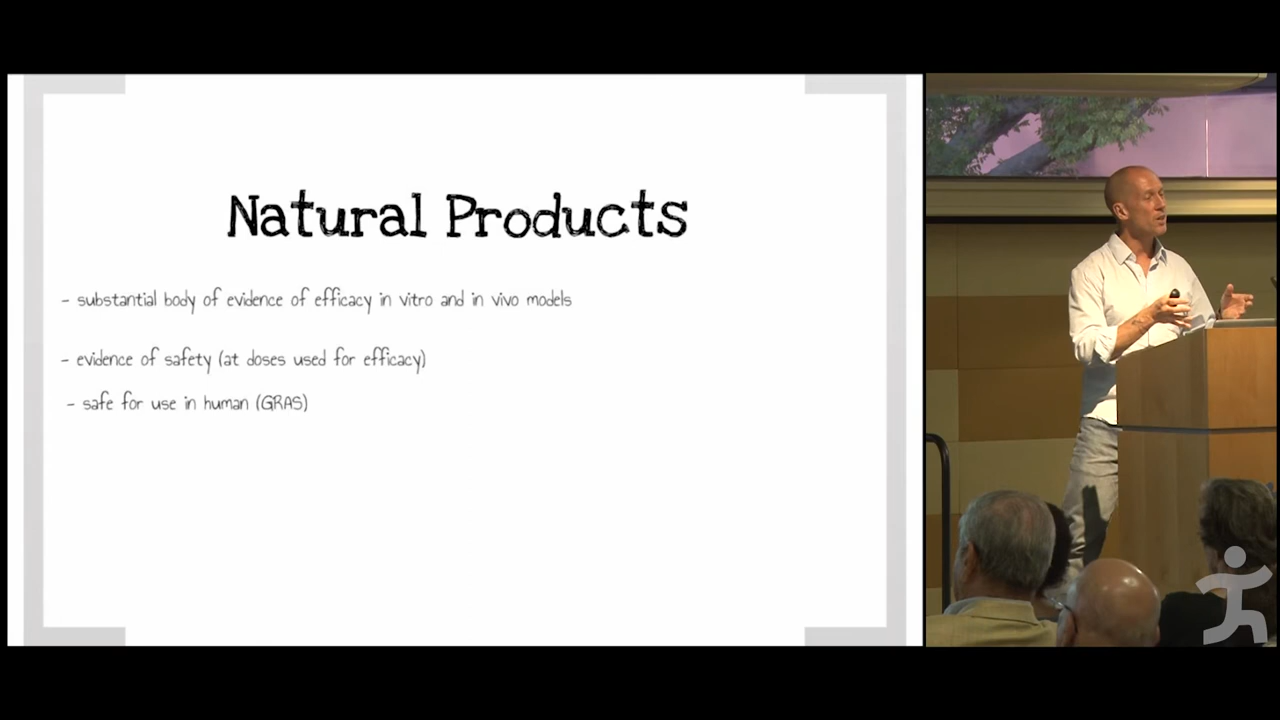 Natural Products
- substantial body of evidence of efficacy in vitro and in vivo models
- evidence of safety (at doses used for efficacy)
- safe for use in human (GRAS)